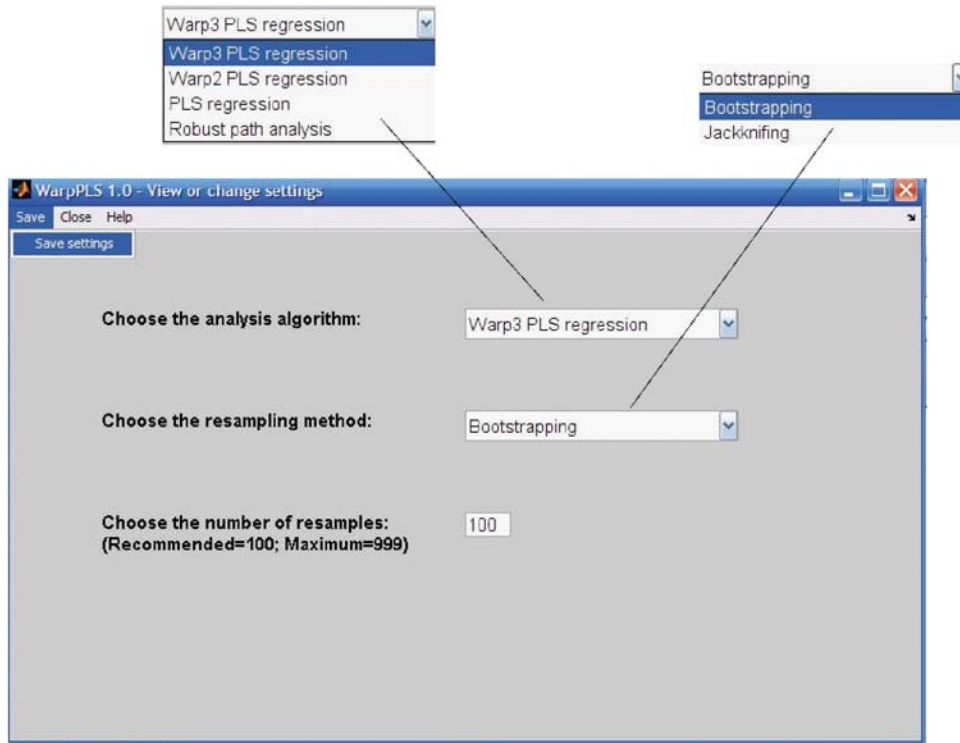 Warp3 PLS regression
Warp3 PLS regression
Warp2 PLS regression
PLS regression
Robust path analysis
Bootstrapping
Bootstrapping
Jackknifing
WarpPLS 1.0 - View or change settings
Save Close Help
Save settings
Choose the analysis algorithm:
Warp3 PLS regression
Choose the resampling method:
Bootstrapping
Choose the number of resamples:
100
(Recommended=100; Maximum=999)